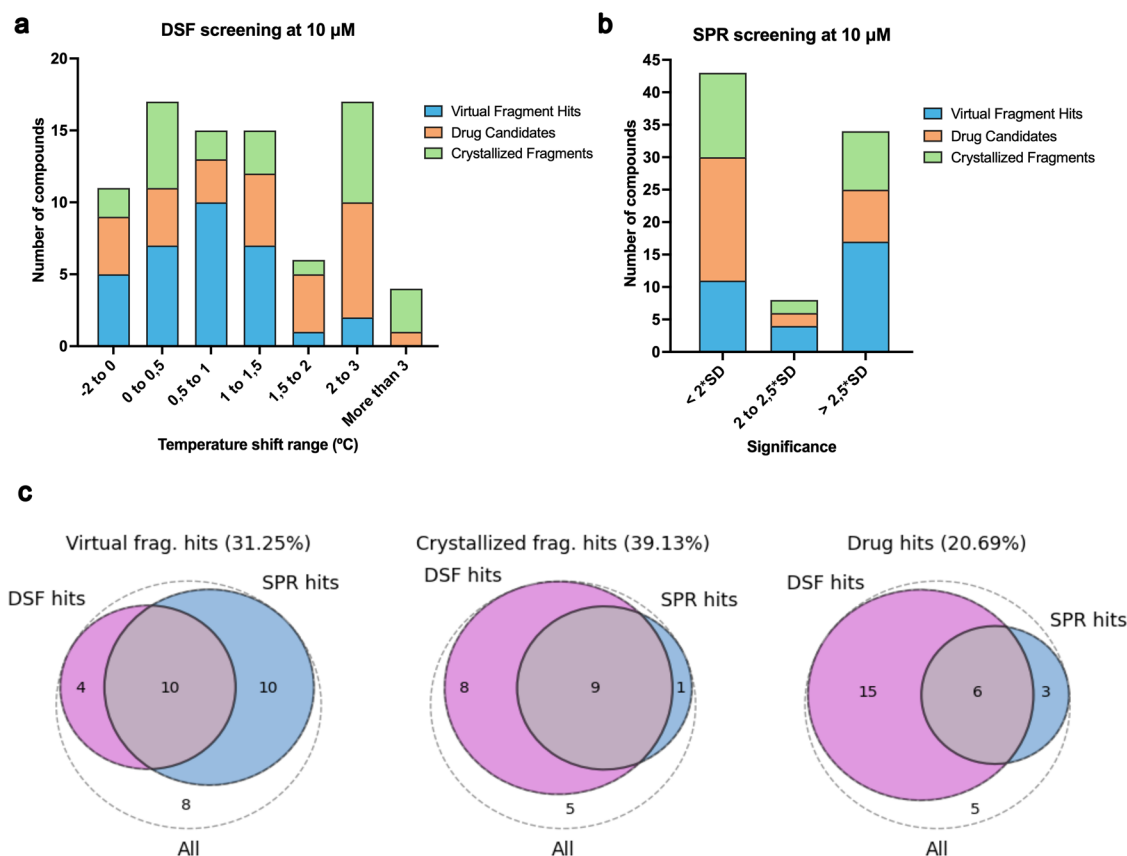 a
DSF screening at 10 µM
Number of compounds
20
15
10
5
0
-2 to 0
0 to 0,5
0,5 to 1
1 to 1,5
1,5 to 2
2 to 3
More than 3
Temperature shift range (ºC)
Virtual Fragment Hits
Drug Candidates
Crystallized Fragments
b
SPR screening at 10 µM
Number of compounds
45
40
35
30
25
20
15
10
5
0
< 2*SD
2 to 2,5*SD
> 2,5*SD
Significance
Virtual Fragment Hits
Drug Candidates
Crystallized Fragments
c
Virtual frag. hits (31.25%)
DSF hits
SPR hits
4
10
10
8
All
Crystallized frag. hits (39.13%)
DSF hits
SPR hits
8
9
1
5
All
Drug hits (20.69%)
DSF hits
SPR hits
15
6
3
5
All